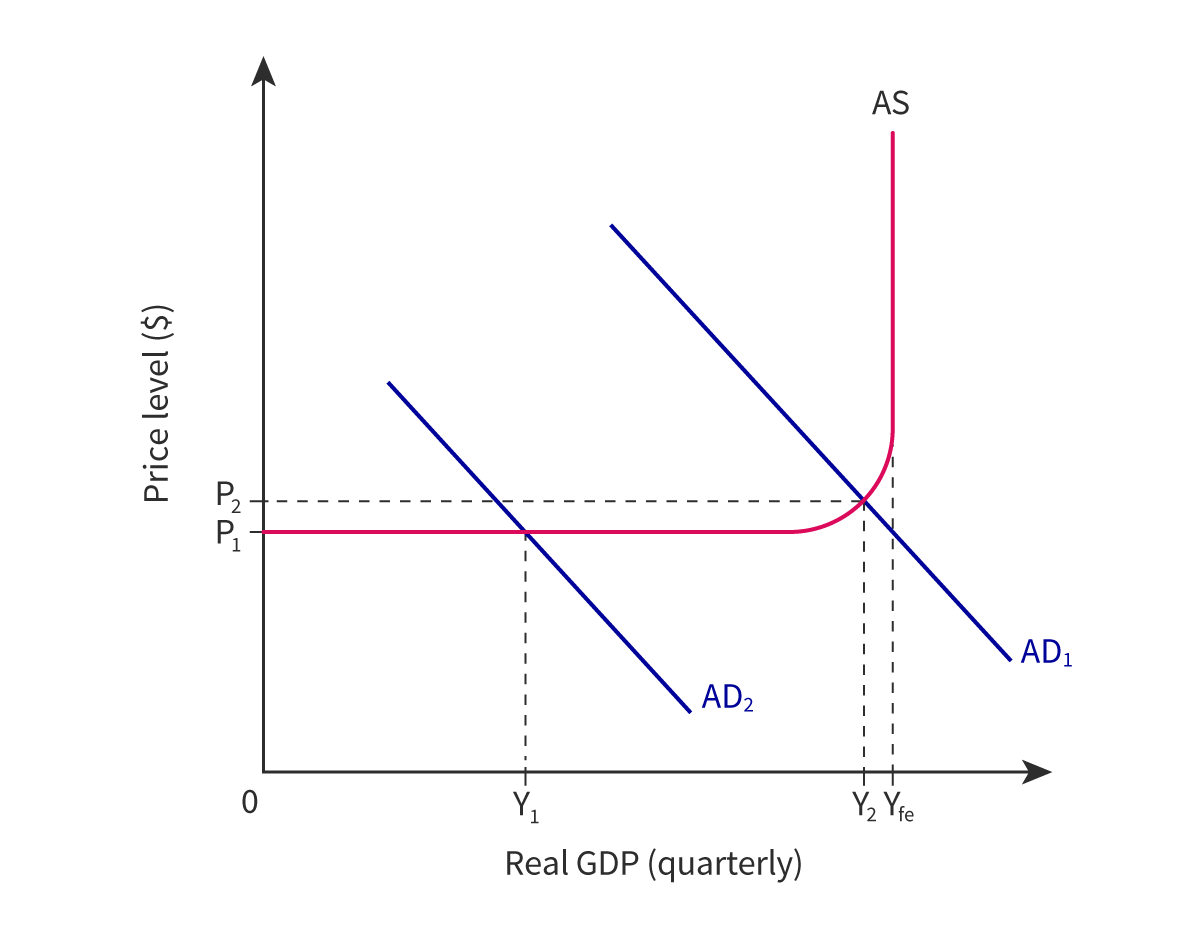 AS
Price level ($)
P2
P1
AD1
AD2
0
Y1
Y2
Yfe
Real GDP (quarterly)